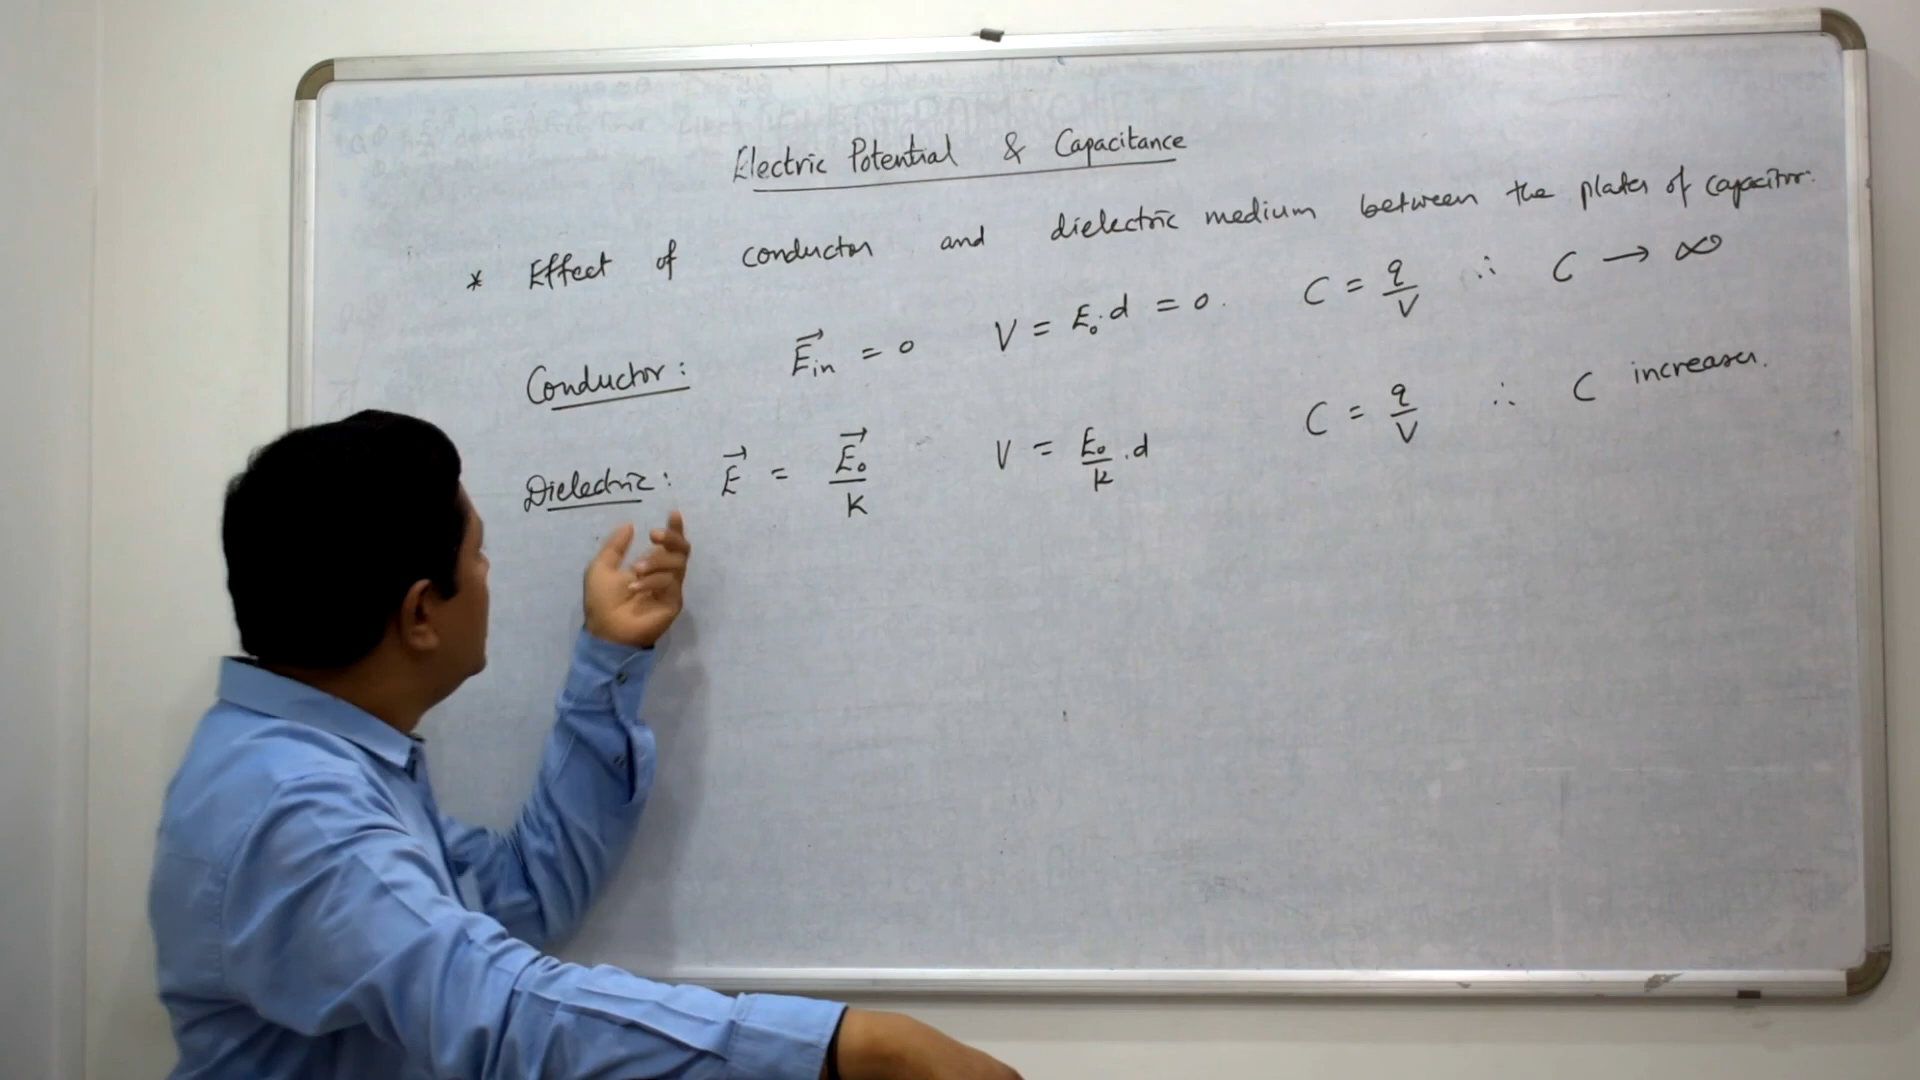 Electric Potential & Capacitance
* Effect of conductor and dielectric medium between the plates of capacitor.
Conductor: E⃗in = 0 V = E₀.d = 0. C = q/V ∴ C → ∞
Dielectric: E⃗ = E⃗₀/K V = E₀/K .d C = q/V ∴ C increases.